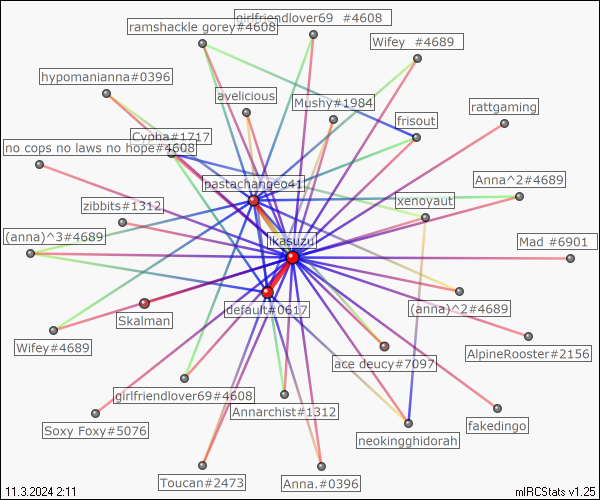 girlfriendlover69 #4608
ramshackle gorey#4608
Wifey #4689
hypomanianna#0396
avelicious
Mushy#1984
rattgaming
frisout
Cypha#1717
no cops no laws no hope#4608
pastachangeo41
Anna^2#4689
xenoyaut
zibbits#1312
(anna)^3#4689
ikasuzu
Mad #6901
default#0617
(anna)^2#4689
Skalman
Wifey#4689
AlpineRooster#2156
ace deucy#7097
girlfriendlover69#4608
Annarchist#1312
fakedingo
Soxy Foxy#5076
neokingghidorah
Toucan#2473
Anna.#0396
11.3.2024 2:11
mIRCStats v1.25